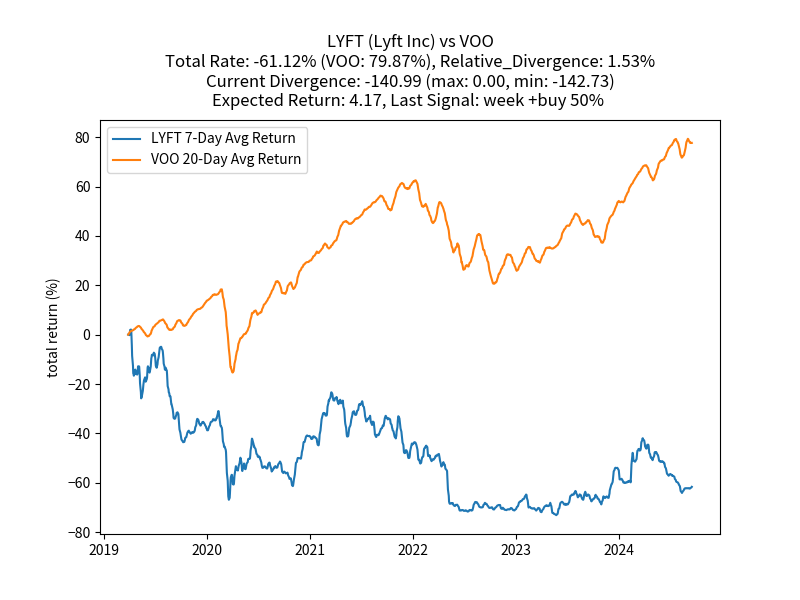 LYFT (Lyft Inc) vs VOO
Total Rate: -61.12% (VOO: 79.87%), Relative_Divergence: 1.53%
Current Divergence: -140.99 (max: 0.00, min: -142.73)
Expected Return: 4.17, Last Signal: week +buy 50%
LYFT 7-Day Avg Return
VOO 20-Day Avg Return
total return (%)
80
60
40
20
0
−20
−40
−60
−80
2019 2020 2021 2022 2023 2024